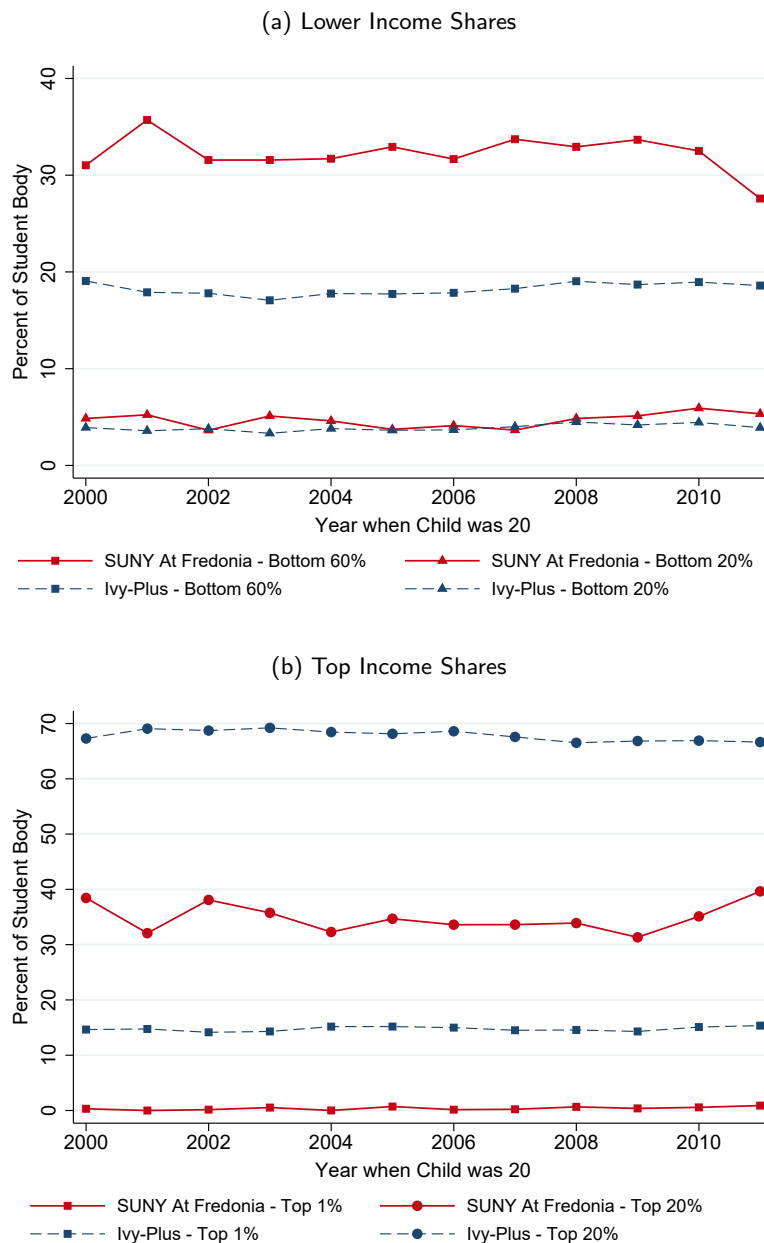 (a) Lower Income Shares
Percent of Student Body
40
30
20
10
0
2000 2002 2004 2006 2008 2010
Year when Child was 20
SUNY At Fredonia - Bottom 60% SUNY At Fredonia - Bottom 20%
Ivy-Plus - Bottom 60% Ivy-Plus - Bottom 20%
(b) Top Income Shares
Percent of Student Body
70
60
50
40
30
20
10
0
2000 2002 2004 2006 2008 2010
Year when Child was 20
SUNY At Fredonia - Top 1% SUNY At Fredonia - Top 20%
Ivy-Plus - Top 1% Ivy-Plus - Top 20%